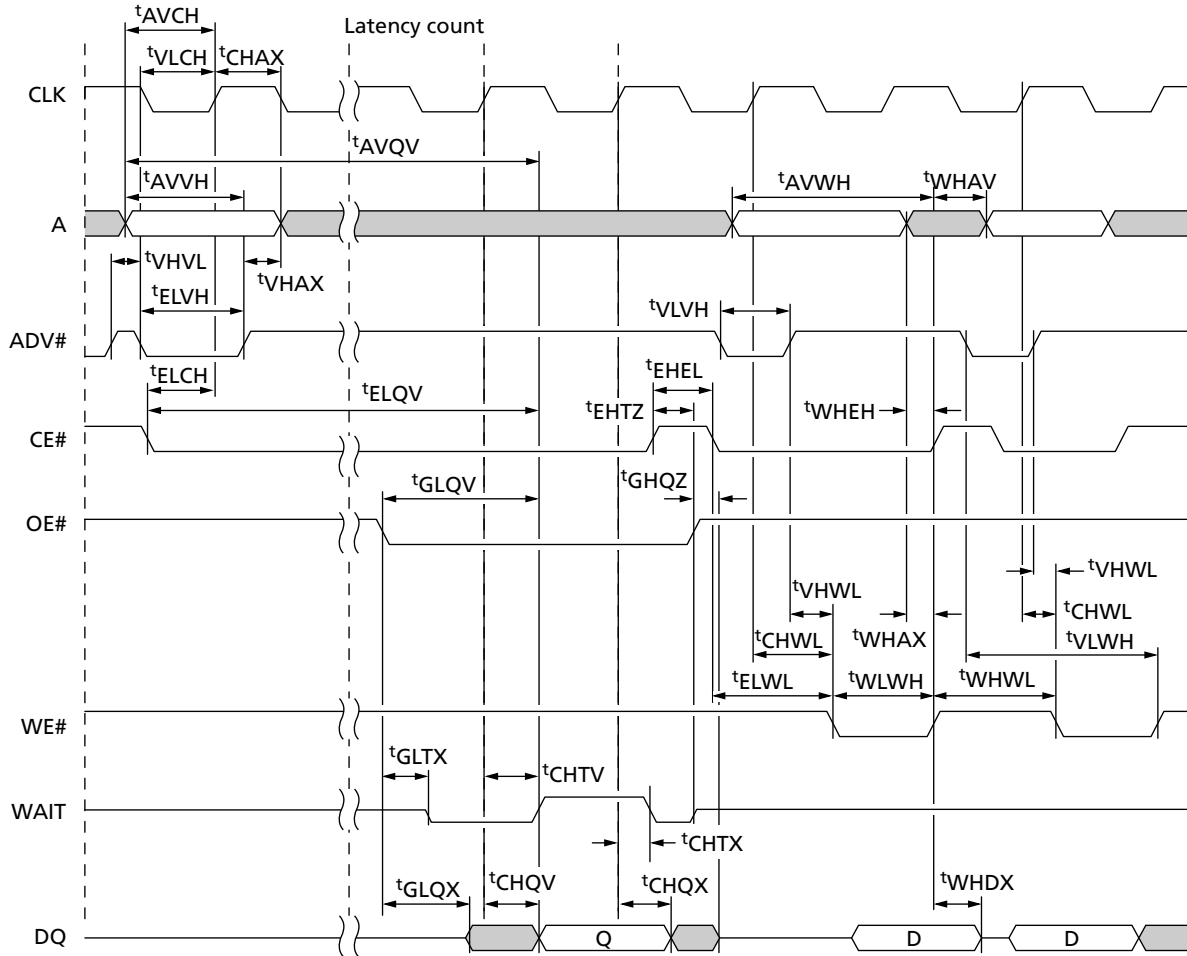 tAVCH
Latency count
tVLCH tCHAX
CLK
tAVQV
tAVVH
tAVWH
tWHAV
A
tVHVL
tVHAX
tELVH
tVLVH
ADV#
tEHEL
tELCH
tELQV
tEHTZ
tWHEH
CE#
tGLQV
tGHQZ
OE#
tVHWL
tVHWL
tCHWL
tCHWL
tWHAX
tVLWH
tELWL tWLWH tWHWL
WE#
tGLTX
tCHTV
WAIT
tCHTX
tGLQX tCHQV tCHQX
tWHDX
DQ Q D D